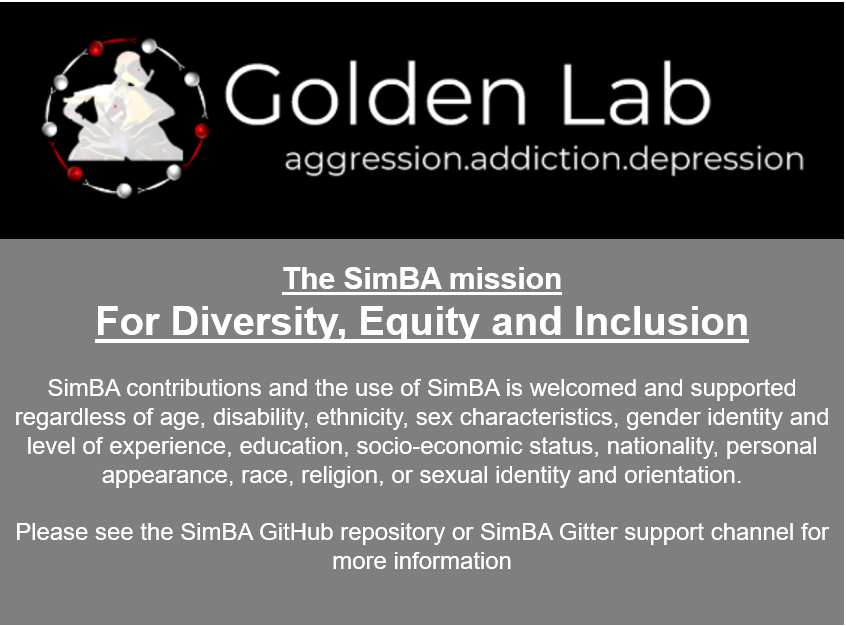 Golden Lab
aggression.addiction.depression
The SimBA mission
For Diversity, Equity and Inclusion
SimBA contributions and the use of SimBA is welcomed and supported
regardless of age, disability, ethnicity, sex characteristics, gender identity and
level of experience, education, socio-economic status, nationality, personal
appearance, race, religion, or sexual identity and orientation.
Please see the SimBA GitHub repository or SimBA Gitter support channel for
more information